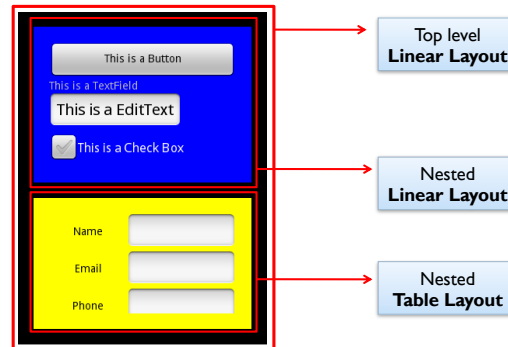 This is a Button
This is a TextField
This is a EditText
This is a Check Box
Name
Email
Phone
Top level
Linear Layout
Nested
Linear Layout
Nested
Table Layout